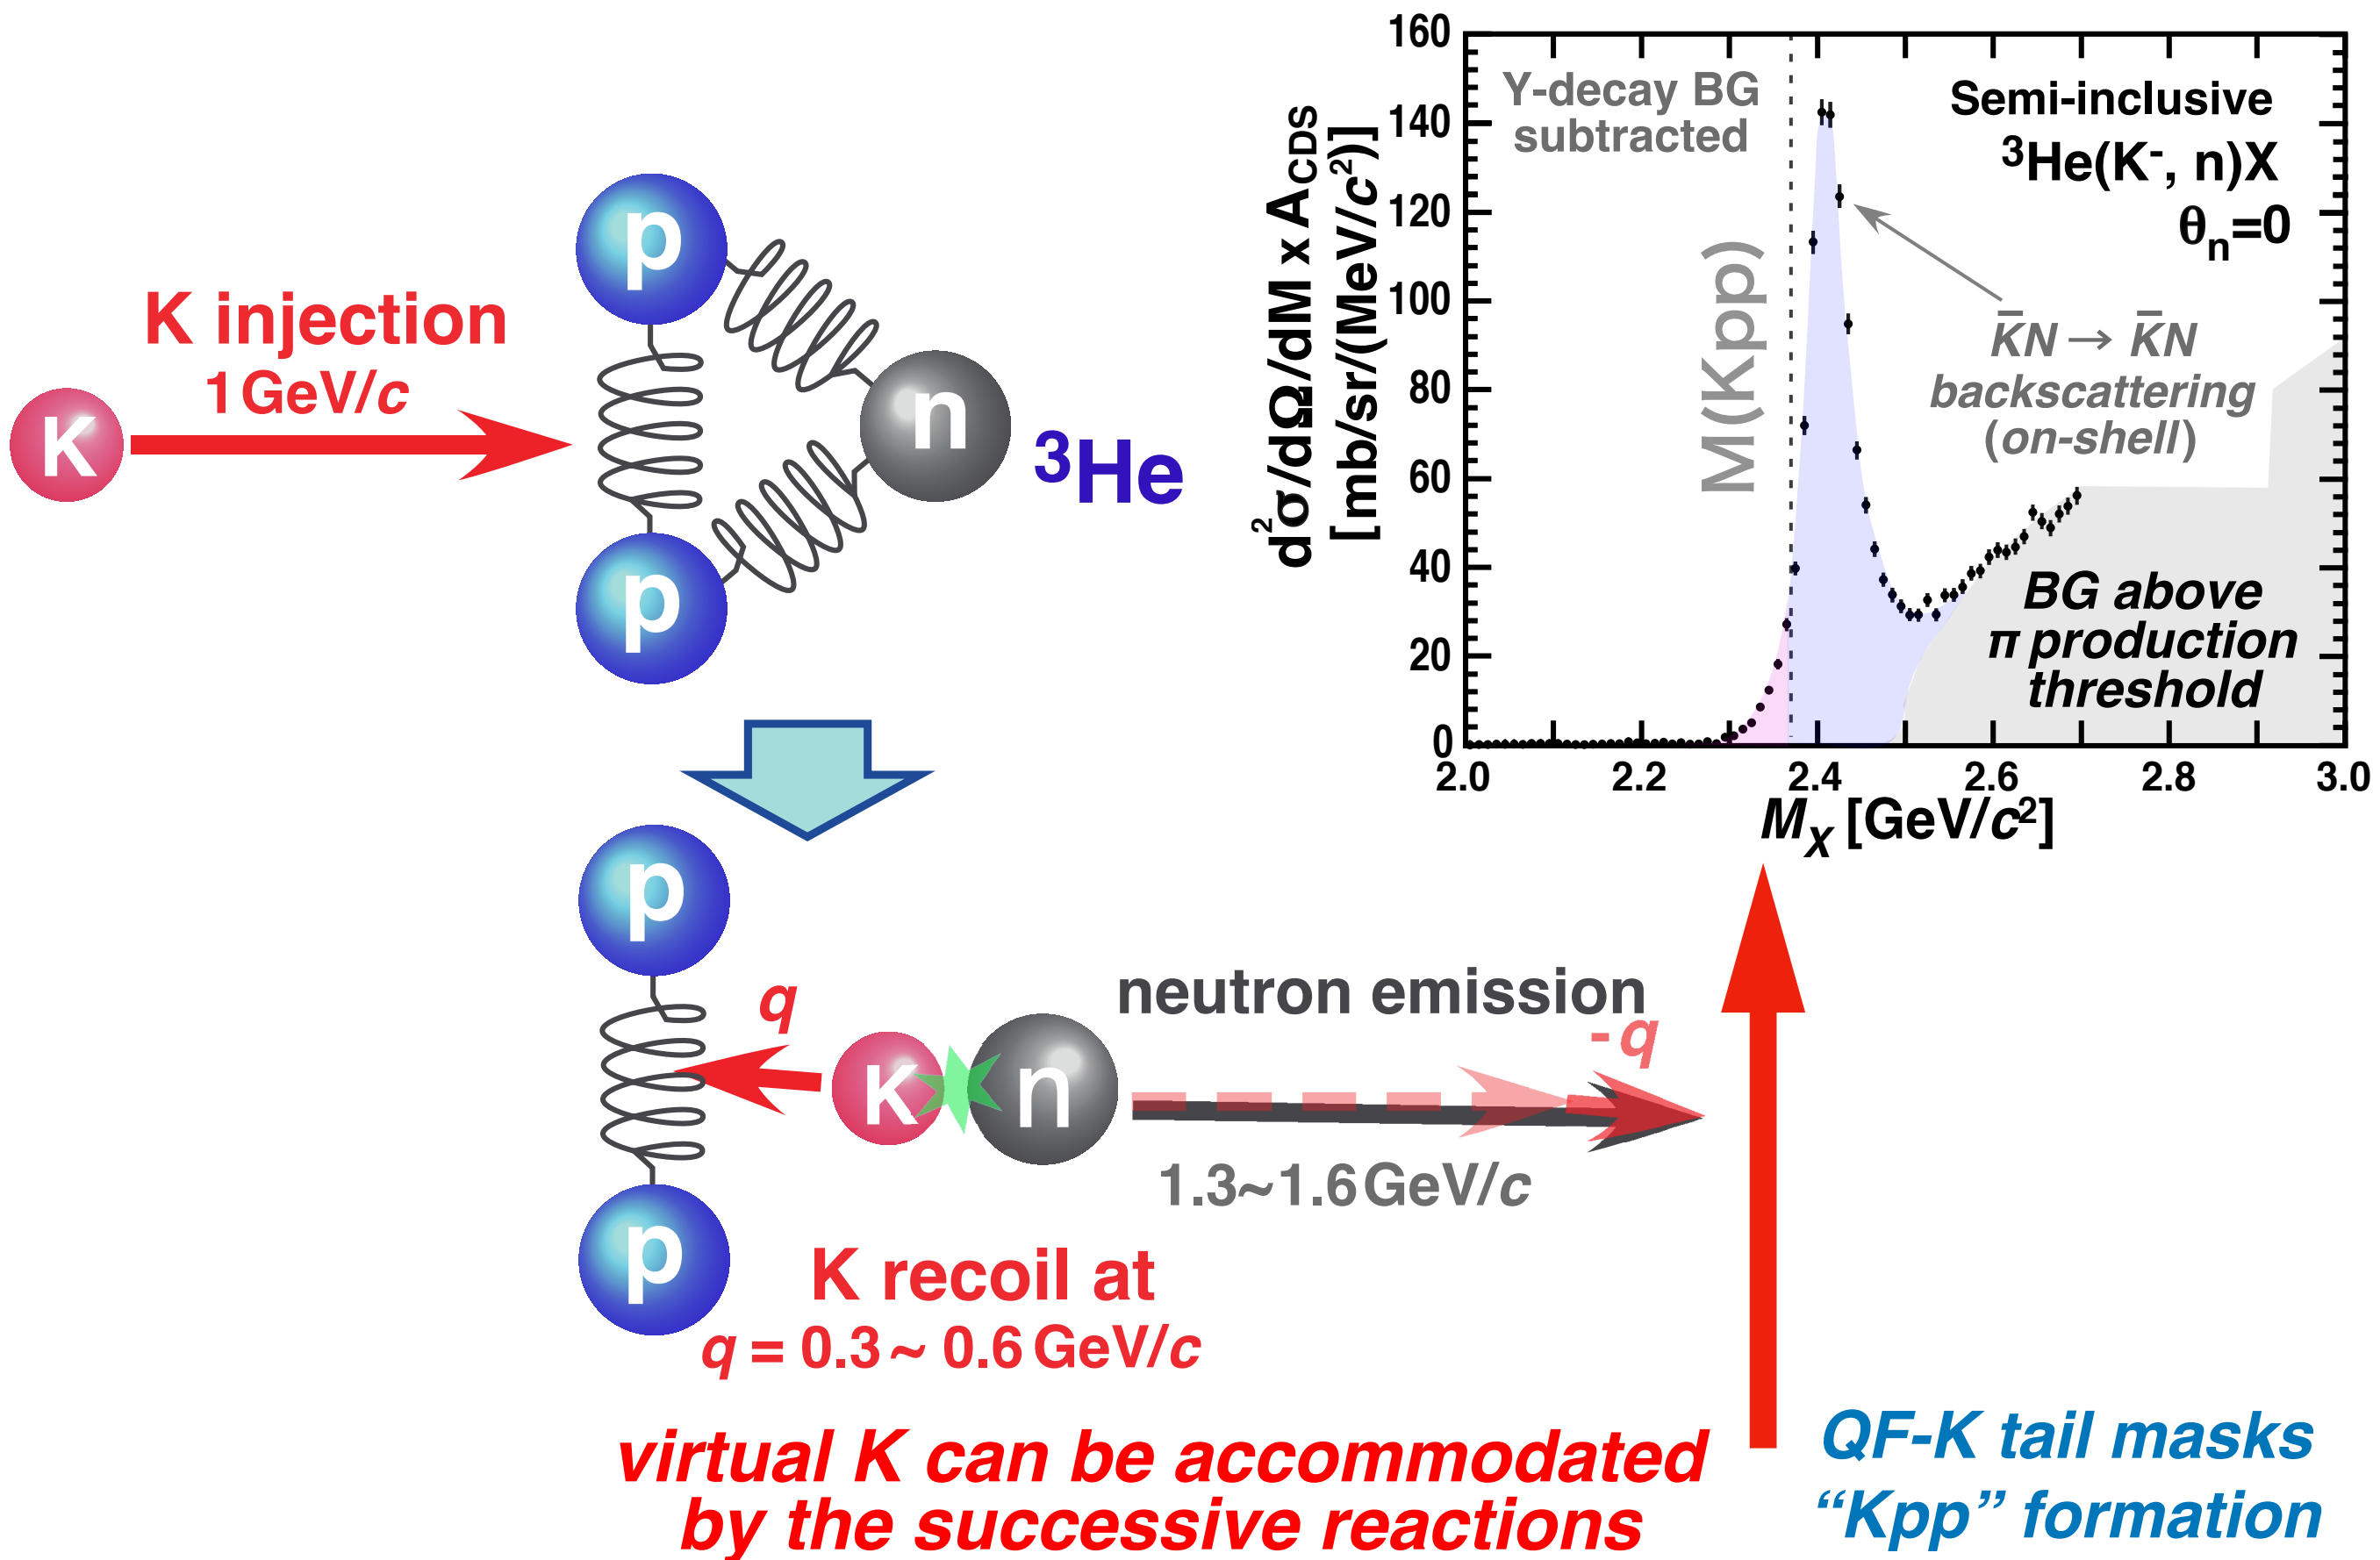 K injection
1 GeV/c
K
p
p
n
³He
160
140
120
100
80
60
40
20
0
d²σ/dΩ/dM x A_CDS
[mb/sr/(MeV/c²)]
Y-decay BG
subtracted
Semi-inclusive
³He(K⁻, n)X
θₙ=0
M(Kpp)
K̄N → K̄N
backscattering
(on-shell)
BG above
π production
threshold
2.0 2.2 2.4 2.6 2.8 3.0
M_X [GeV/c²]
p
p
q
K
n
neutron emission
-q
1.3~1.6 GeV/c
K recoil at
q = 0.3 ~ 0.6 GeV/c
virtual K can be accommodated
by the successive reactions
QF-K tail masks
“Kpp” formation